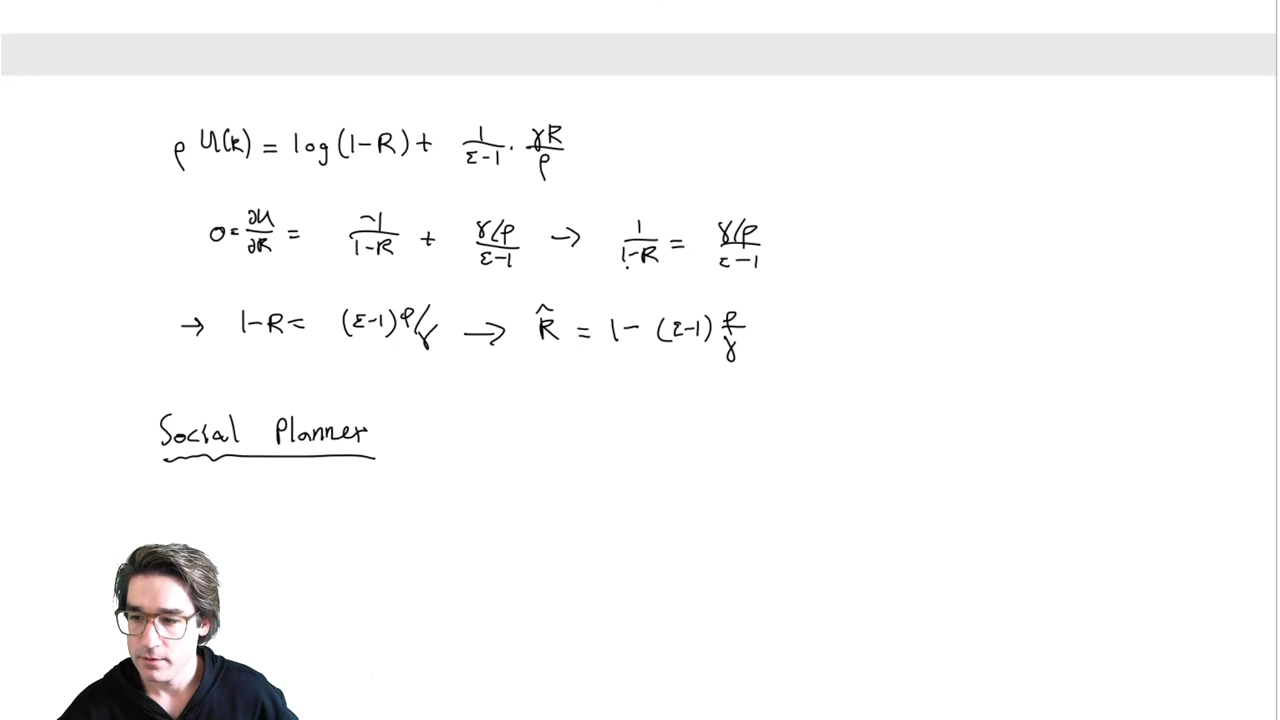 ρ U(R) = log(1-R) + 1/(ε-1) · γR/ρ
0 = ∂U/∂R = -1/(1-R) + (γ/ρ)/(ε-1) → 1/(1-R) = (γ/ρ)/(ε-1)
→ 1-R = (ε-1)ρ/γ → R̂ = 1 - (ε-1) ρ/γ
Social Planner